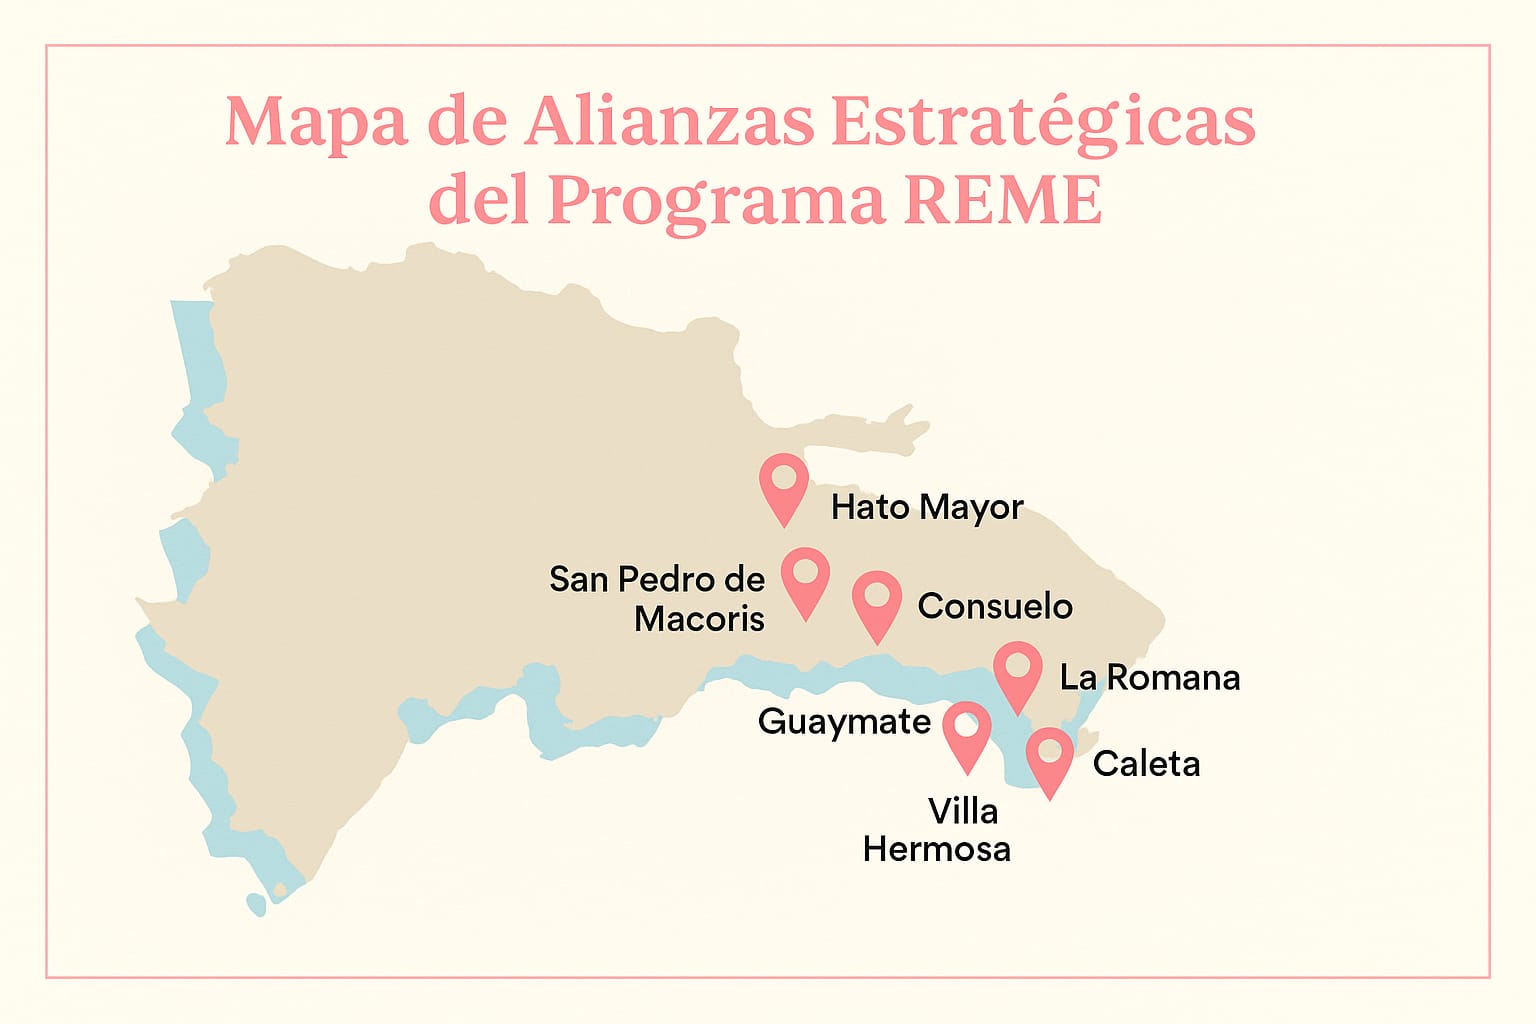 Mapa de Alianzas Estratégicas
del Programa REME
Hato Mayor
San Pedro de
Macoris
Consuelo
La Romana
Guaymate
Caleta
Villa
Hermosa